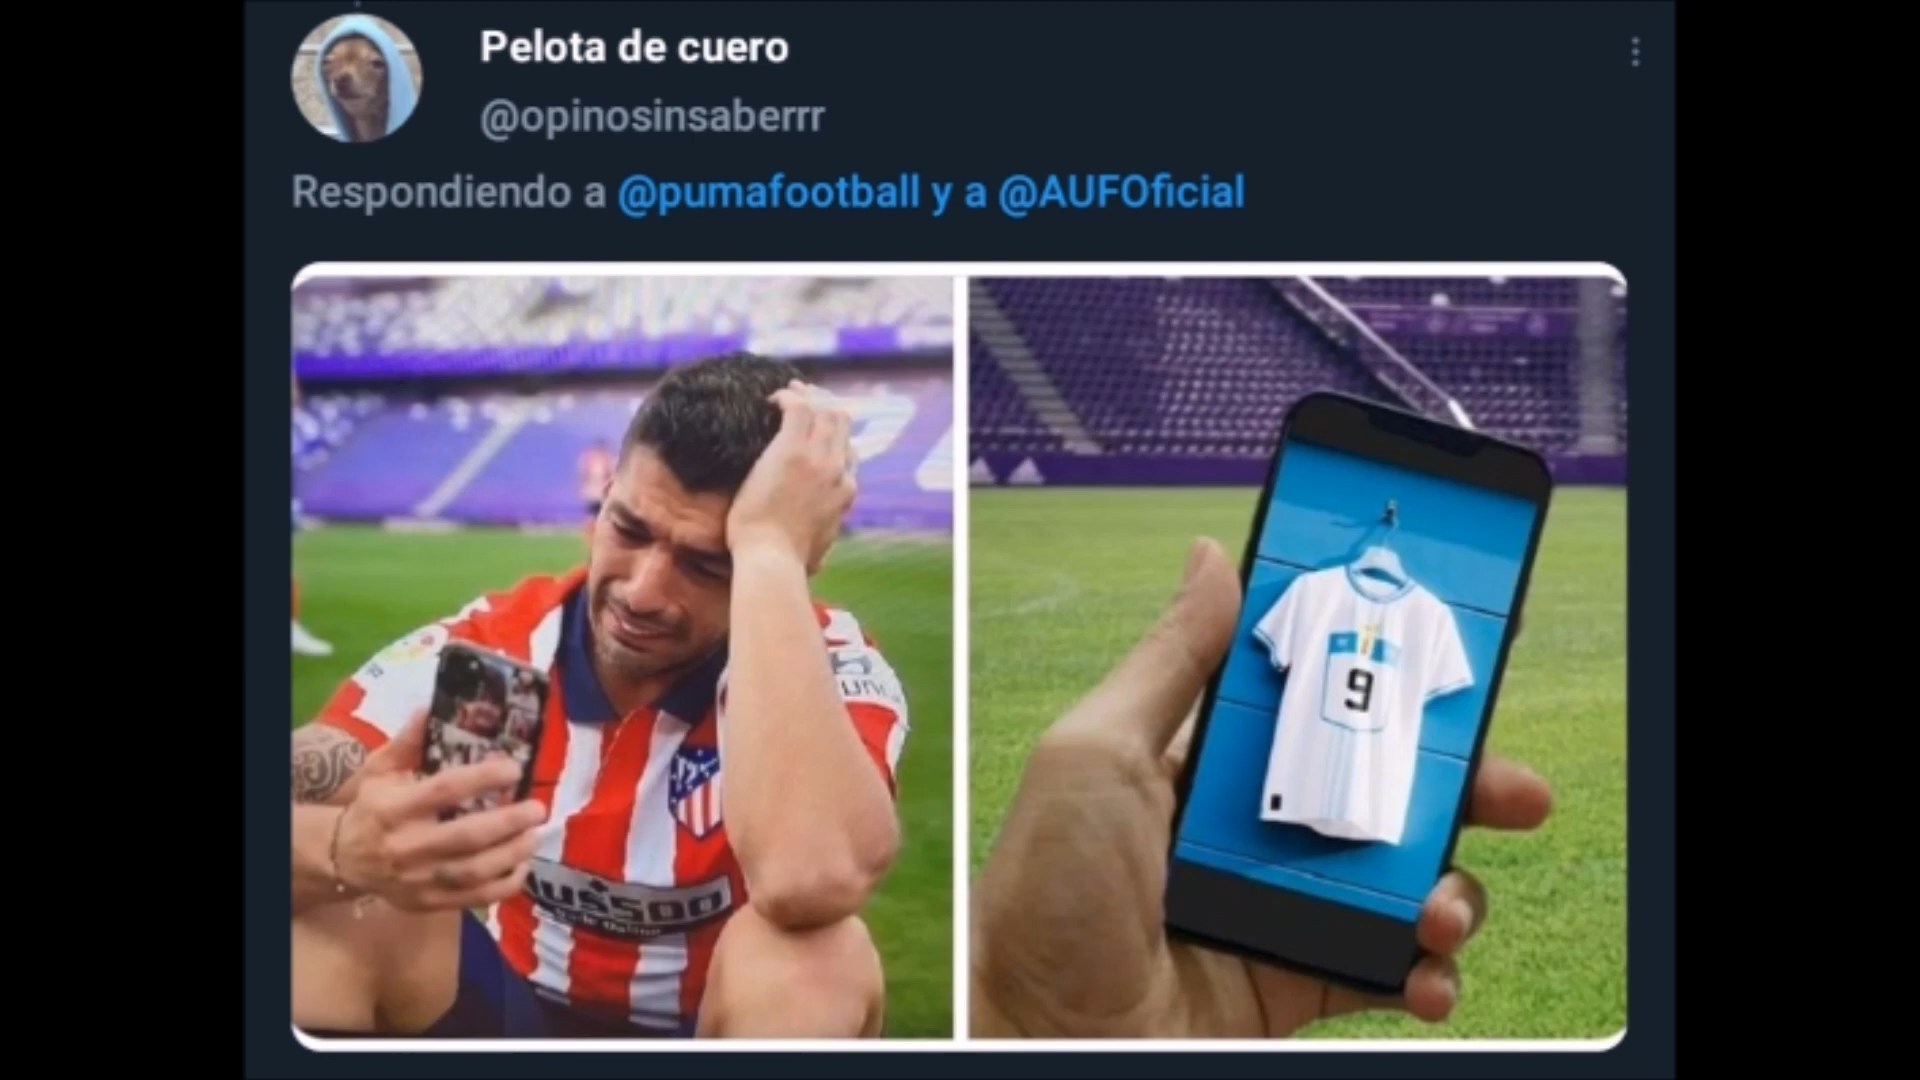 Pelota de cuero
@opinosinsaberrr
Respondiendo a @pumafootball y a @AUFOficial
9